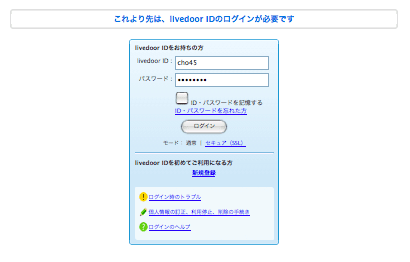 これより先は、livedoor IDのログインが必要です
livedoor IDをお持ちの方
livedoor ID： cho45
パスワード： ••••••••
ID・パスワードを記憶する
ID・パスワードを忘れた方
ログイン
モード： 通常 ｜ セキュア（SSL）
livedoor IDを初めてご利用になる方
新規登録
ログイン時のトラブル
個人情報の訂正、利用停止、削除の手続き
ログインのヘルプ